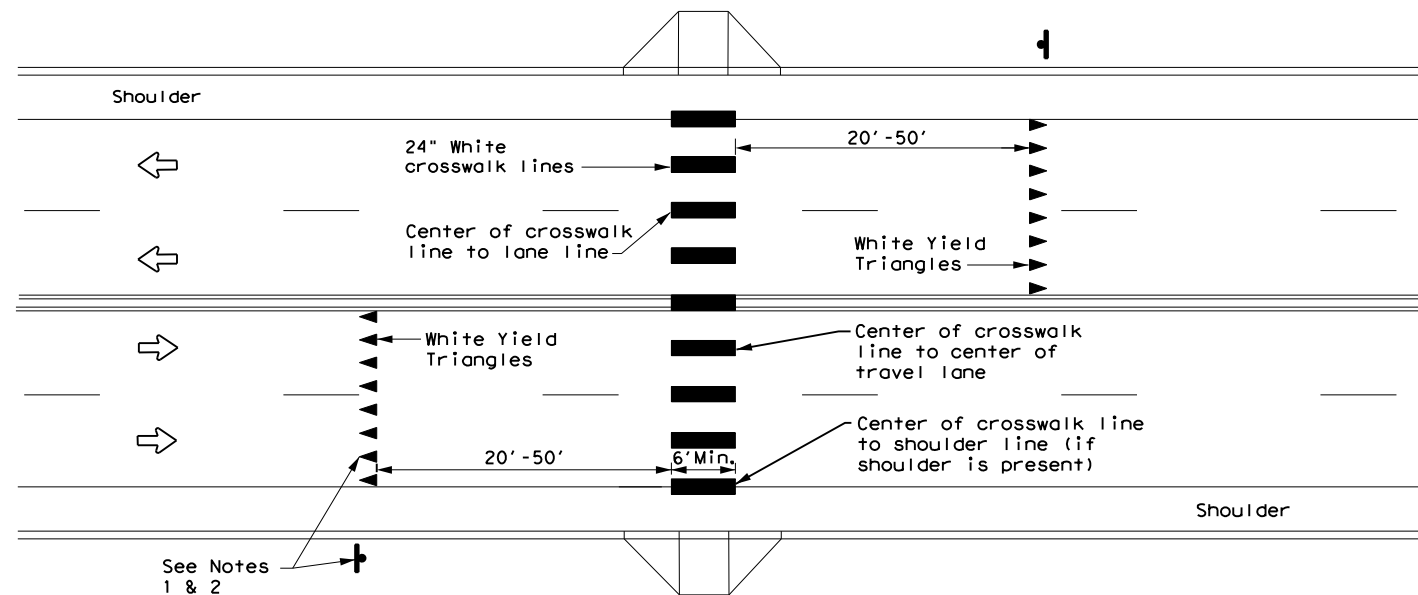 Shoulder
24" White
crosswalk lines
20'-50'
Center of crosswalk
line to lane line
White Yield
Triangles
White Yield
Triangles
Center of crosswalk
line to center of
travel lane
Center of crosswalk line
to shoulder line (if
shoulder is present)
20'-50'
6'Min.
Shoulder
See Notes
1 & 2